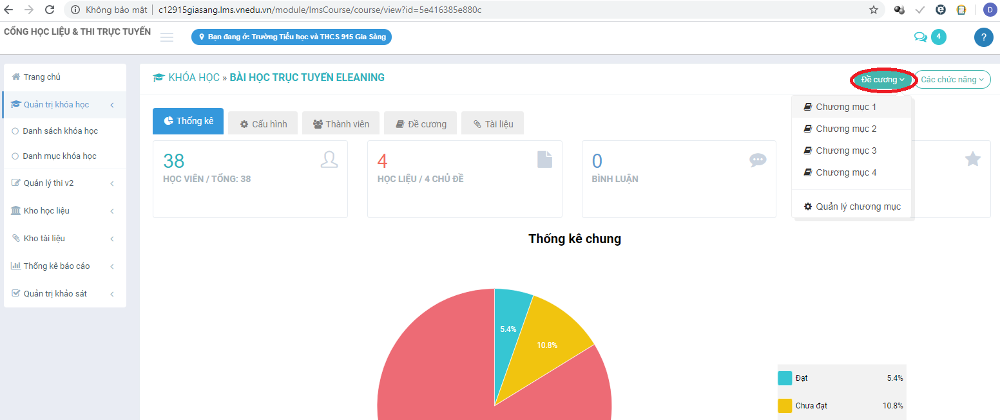 Không bảo mật
c12915giasang.lms.vnedu.vn/module/lmsCourse/course/view?id=5e416385e880c
D
CỔNG HỌC LIỆU & THI TRỰC TUYẾN
Bạn đang ở: Trường Tiểu học và THCS 915 Gia Sàng
4
?
Trang chủ
Quản trị khóa học
Danh sách khóa học
Danh mục khóa học
Quản lý thi v2
Kho học liệu
Kho tài liệu
Thống kê báo cáo
Quản trị khảo sát
KHÓA HỌC » BÀI HỌC TRỰC TUYẾN ELEANING
Đề cương
Các chức năng
Chương mục 1
Chương mục 2
Chương mục 3
Chương mục 4
Quản lý chương mục
Thống kê
Cấu hình
Thành viên
Đề cương
Tài liệu
38
HỌC VIÊN / TỔNG: 38
4
HỌC LIỆU / 4 CHỦ ĐỀ
0
BÌNH LUẬN
Thống kê chung
5.4%
10.8%
Đạt 5.4%
Chưa đạt 10.8%